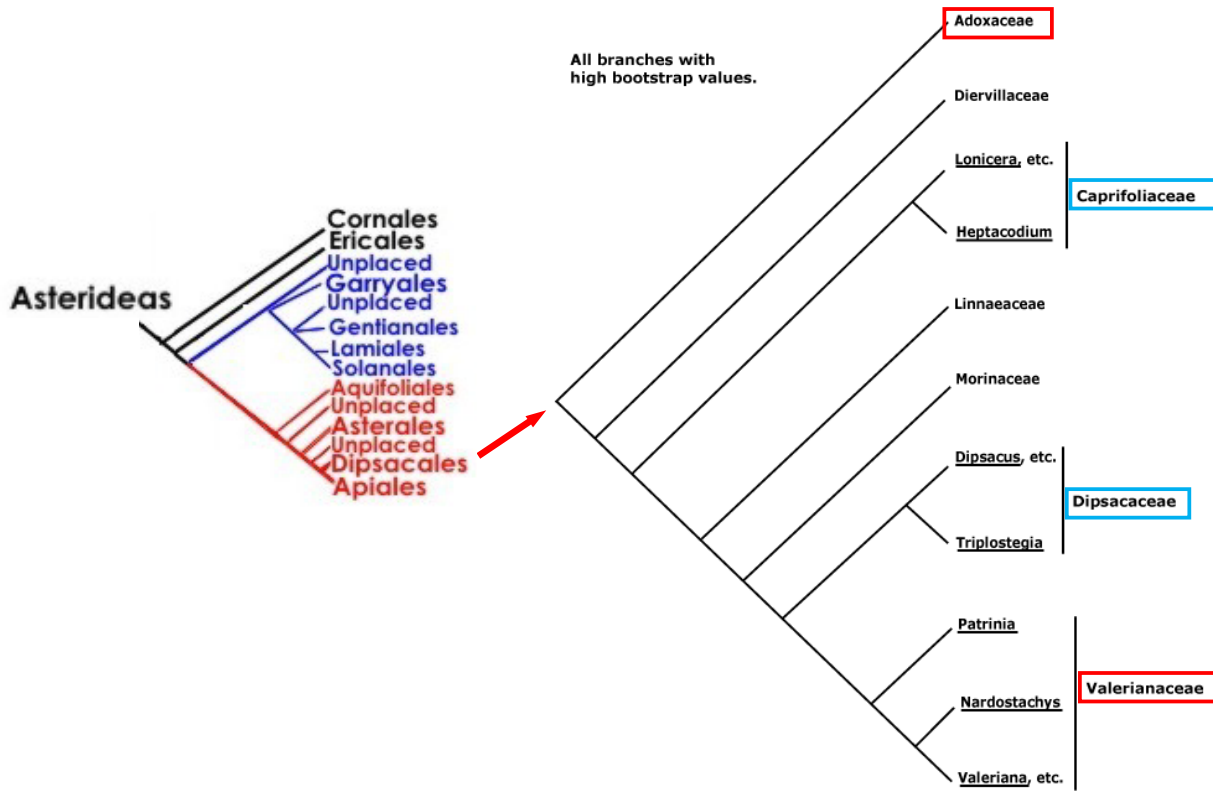 Asterideas
Cornales
Ericales
Unplaced
Garryales
Unplaced
Gentianales
Lamiales
Solanales
Aquifoliales
Unplaced
Asterales
Unplaced
Dipsacales
Apiales
All branches with
high bootstrap values.
Adoxaceae
Diervillaceae
Lonicera, etc.
Heptacodium
Caprifoliaceae
Linnaeaceae
Morinaceae
Dipsacus, etc.
Triplostegia
Dipsacaceae
Patrinia
Nardostachys
Valeriana, etc.
Valerianaceae